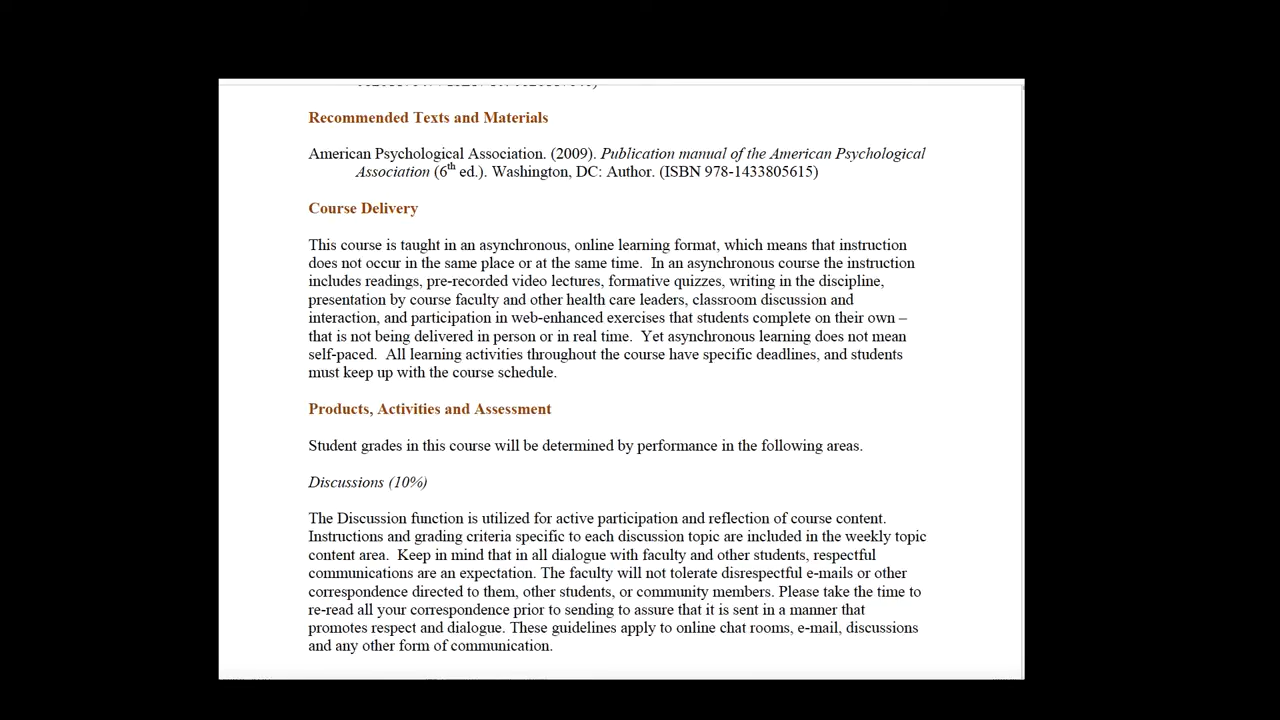 Recommended Texts and Materials
American Psychological Association. (2009). Publication manual of the American Psychological
Association (6th ed.). Washington, DC: Author. (ISBN 978-1433805615)
Course Delivery
This course is taught in an asynchronous, online learning format, which means that instruction
does not occur in the same place or at the same time.  In an asynchronous course the instruction
includes readings, pre-recorded video lectures, formative quizzes, writing in the discipline,
presentation by course faculty and other health care leaders, classroom discussion and
interaction, and participation in web-enhanced exercises that students complete on their own –
that is not being delivered in person or in real time.  Yet asynchronous learning does not mean
self-paced.  All learning activities throughout the course have specific deadlines, and students
must keep up with the course schedule.
Products, Activities and Assessment
Student grades in this course will be determined by performance in the following areas.
Discussions (10%)
The Discussion function is utilized for active participation and reflection of course content.
Instructions and grading criteria specific to each discussion topic are included in the weekly topic
content area.  Keep in mind that in all dialogue with faculty and other students, respectful
communications are an expectation. The faculty will not tolerate disrespectful e-mails or other
correspondence directed to them, other students, or community members. Please take the time to
re-read all your correspondence prior to sending to assure that it is sent in a manner that
promotes respect and dialogue. These guidelines apply to online chat rooms, e-mail, discussions
and any other form of communication.